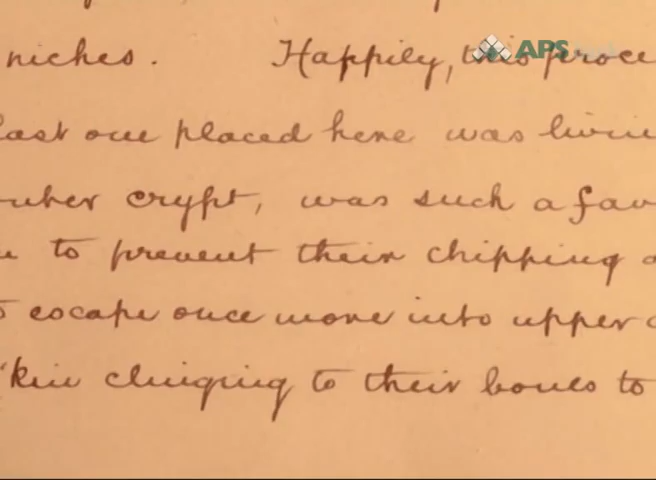 niches. Happily, this proce
APS
last one placed here was livin
outer crypt, was such a fav
to prevent their chipping
escape once more into upper
skin clinging to their bones to